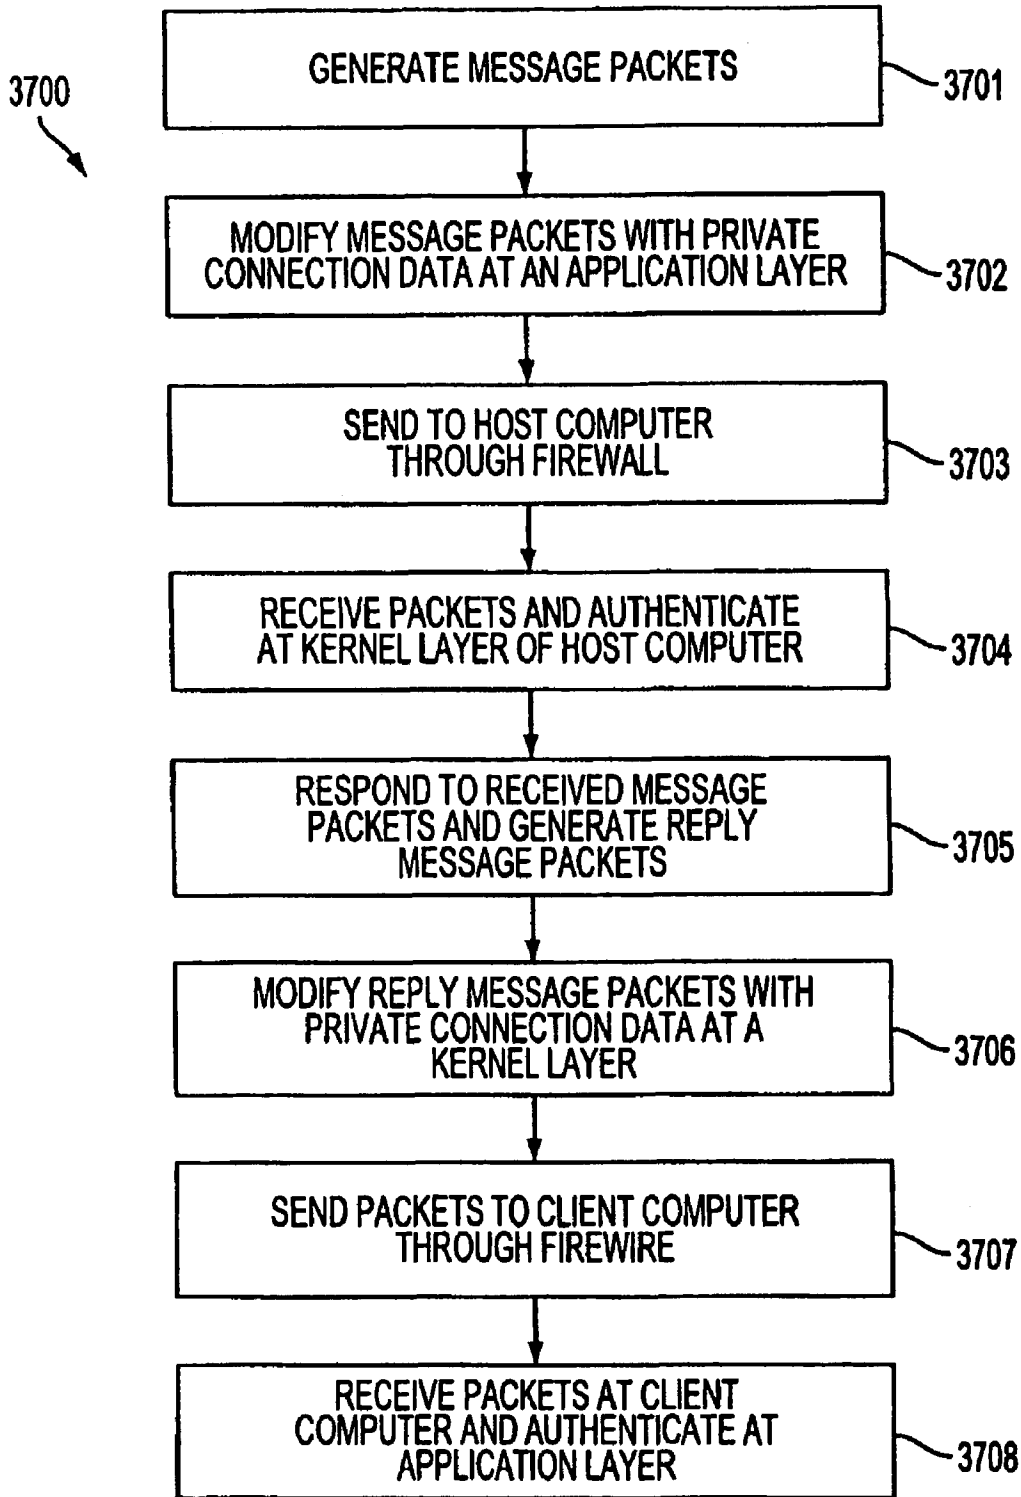 3700
GENERATE MESSAGE PACKETS
3701
MODIFY MESSAGE PACKETS WITH PRIVATE
CONNECTION DATA AT AN APPLICATION LAYER
3702
SEND TO HOST COMPUTER
THROUGH FIREWALL
3703
RECEIVE PACKETS AND AUTHENTICATE
AT KERNEL LAYER OF HOST COMPUTER
3704
RESPOND TO RECEIVED MESSAGE
PACKETS AND GENERATE REPLY
MESSAGE PACKETS
3705
MODIFY REPLY MESSAGE PACKETS WITH
PRIVATE CONNECTION DATA AT A
KERNEL LAYER
3706
SEND PACKETS TO CLIENT COMPUTER
THROUGH FIREWIRE
3707
RECEIVE PACKETS AT CLIENT
COMPUTER AND AUTHENTICATE AT
APPLICATION LAYER
3708